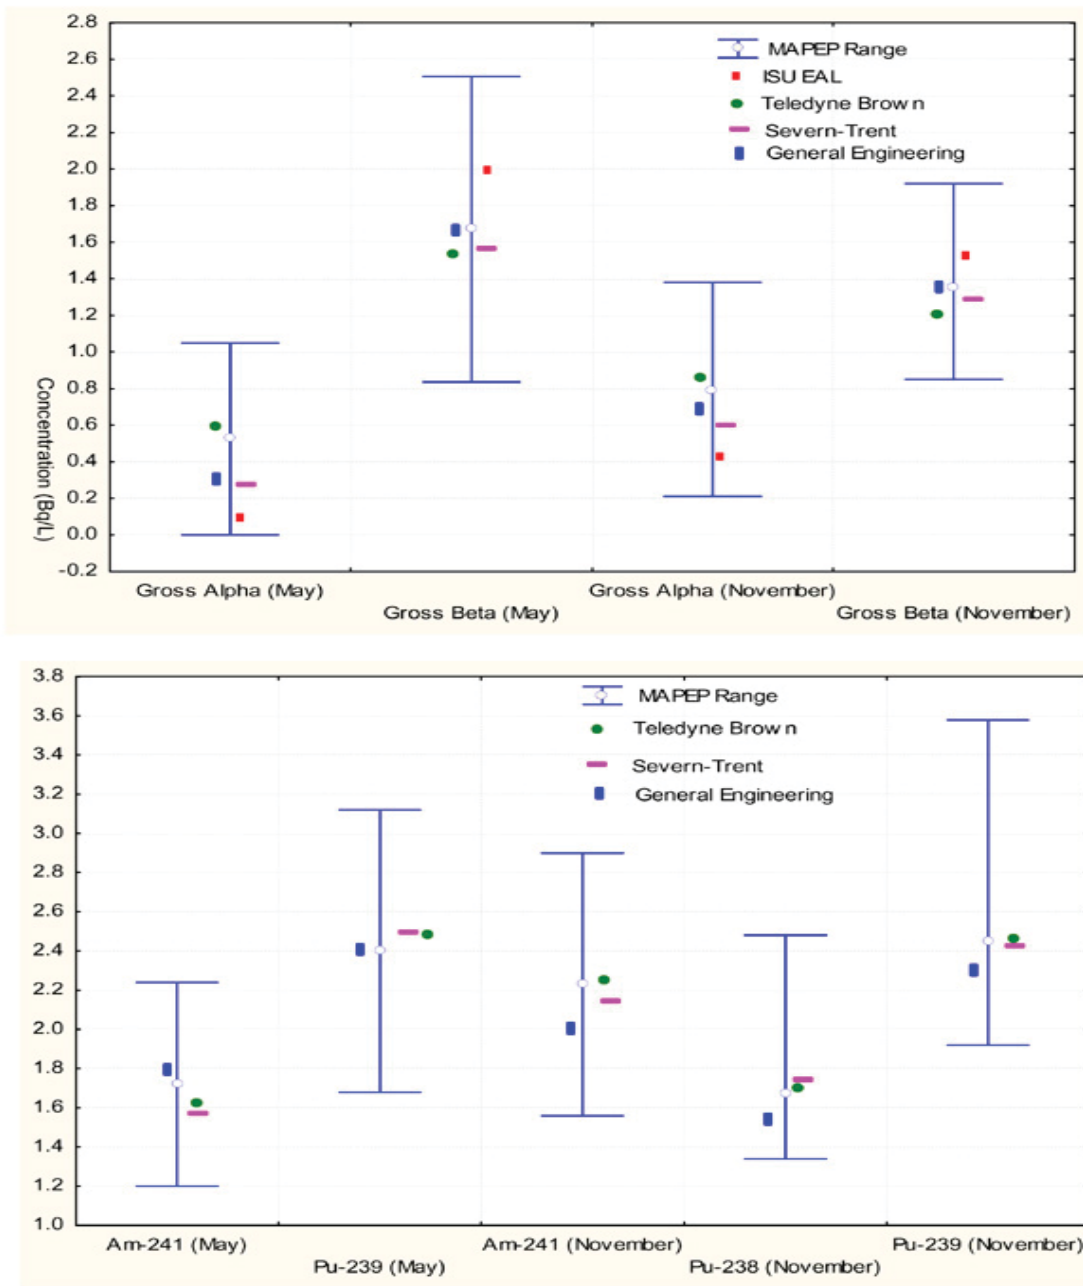 2.8
2.6
2.4
2.2
2.0
1.8
1.6
1.4
1.2
1.0
0.8
0.6
0.4
0.2
0.0
-0.2
Concentration (Bq/L)
MAPEP Range
ISU EAL
Teledyne Brown
Severn-Trent
General Engineering
Gross Alpha (May)
Gross Beta (May)
Gross Alpha (November)
Gross Beta (November)
3.8
3.6
3.4
3.2
3.0
2.8
2.6
2.4
2.2
2.0
1.8
1.6
1.4
1.2
1.0
MAPEP Range
Teledyne Brown
Severn-Trent
General Engineering
Am-241 (May)
Pu-239 (May)
Am-241 (November)
Pu-238 (November)
Pu-239 (November)